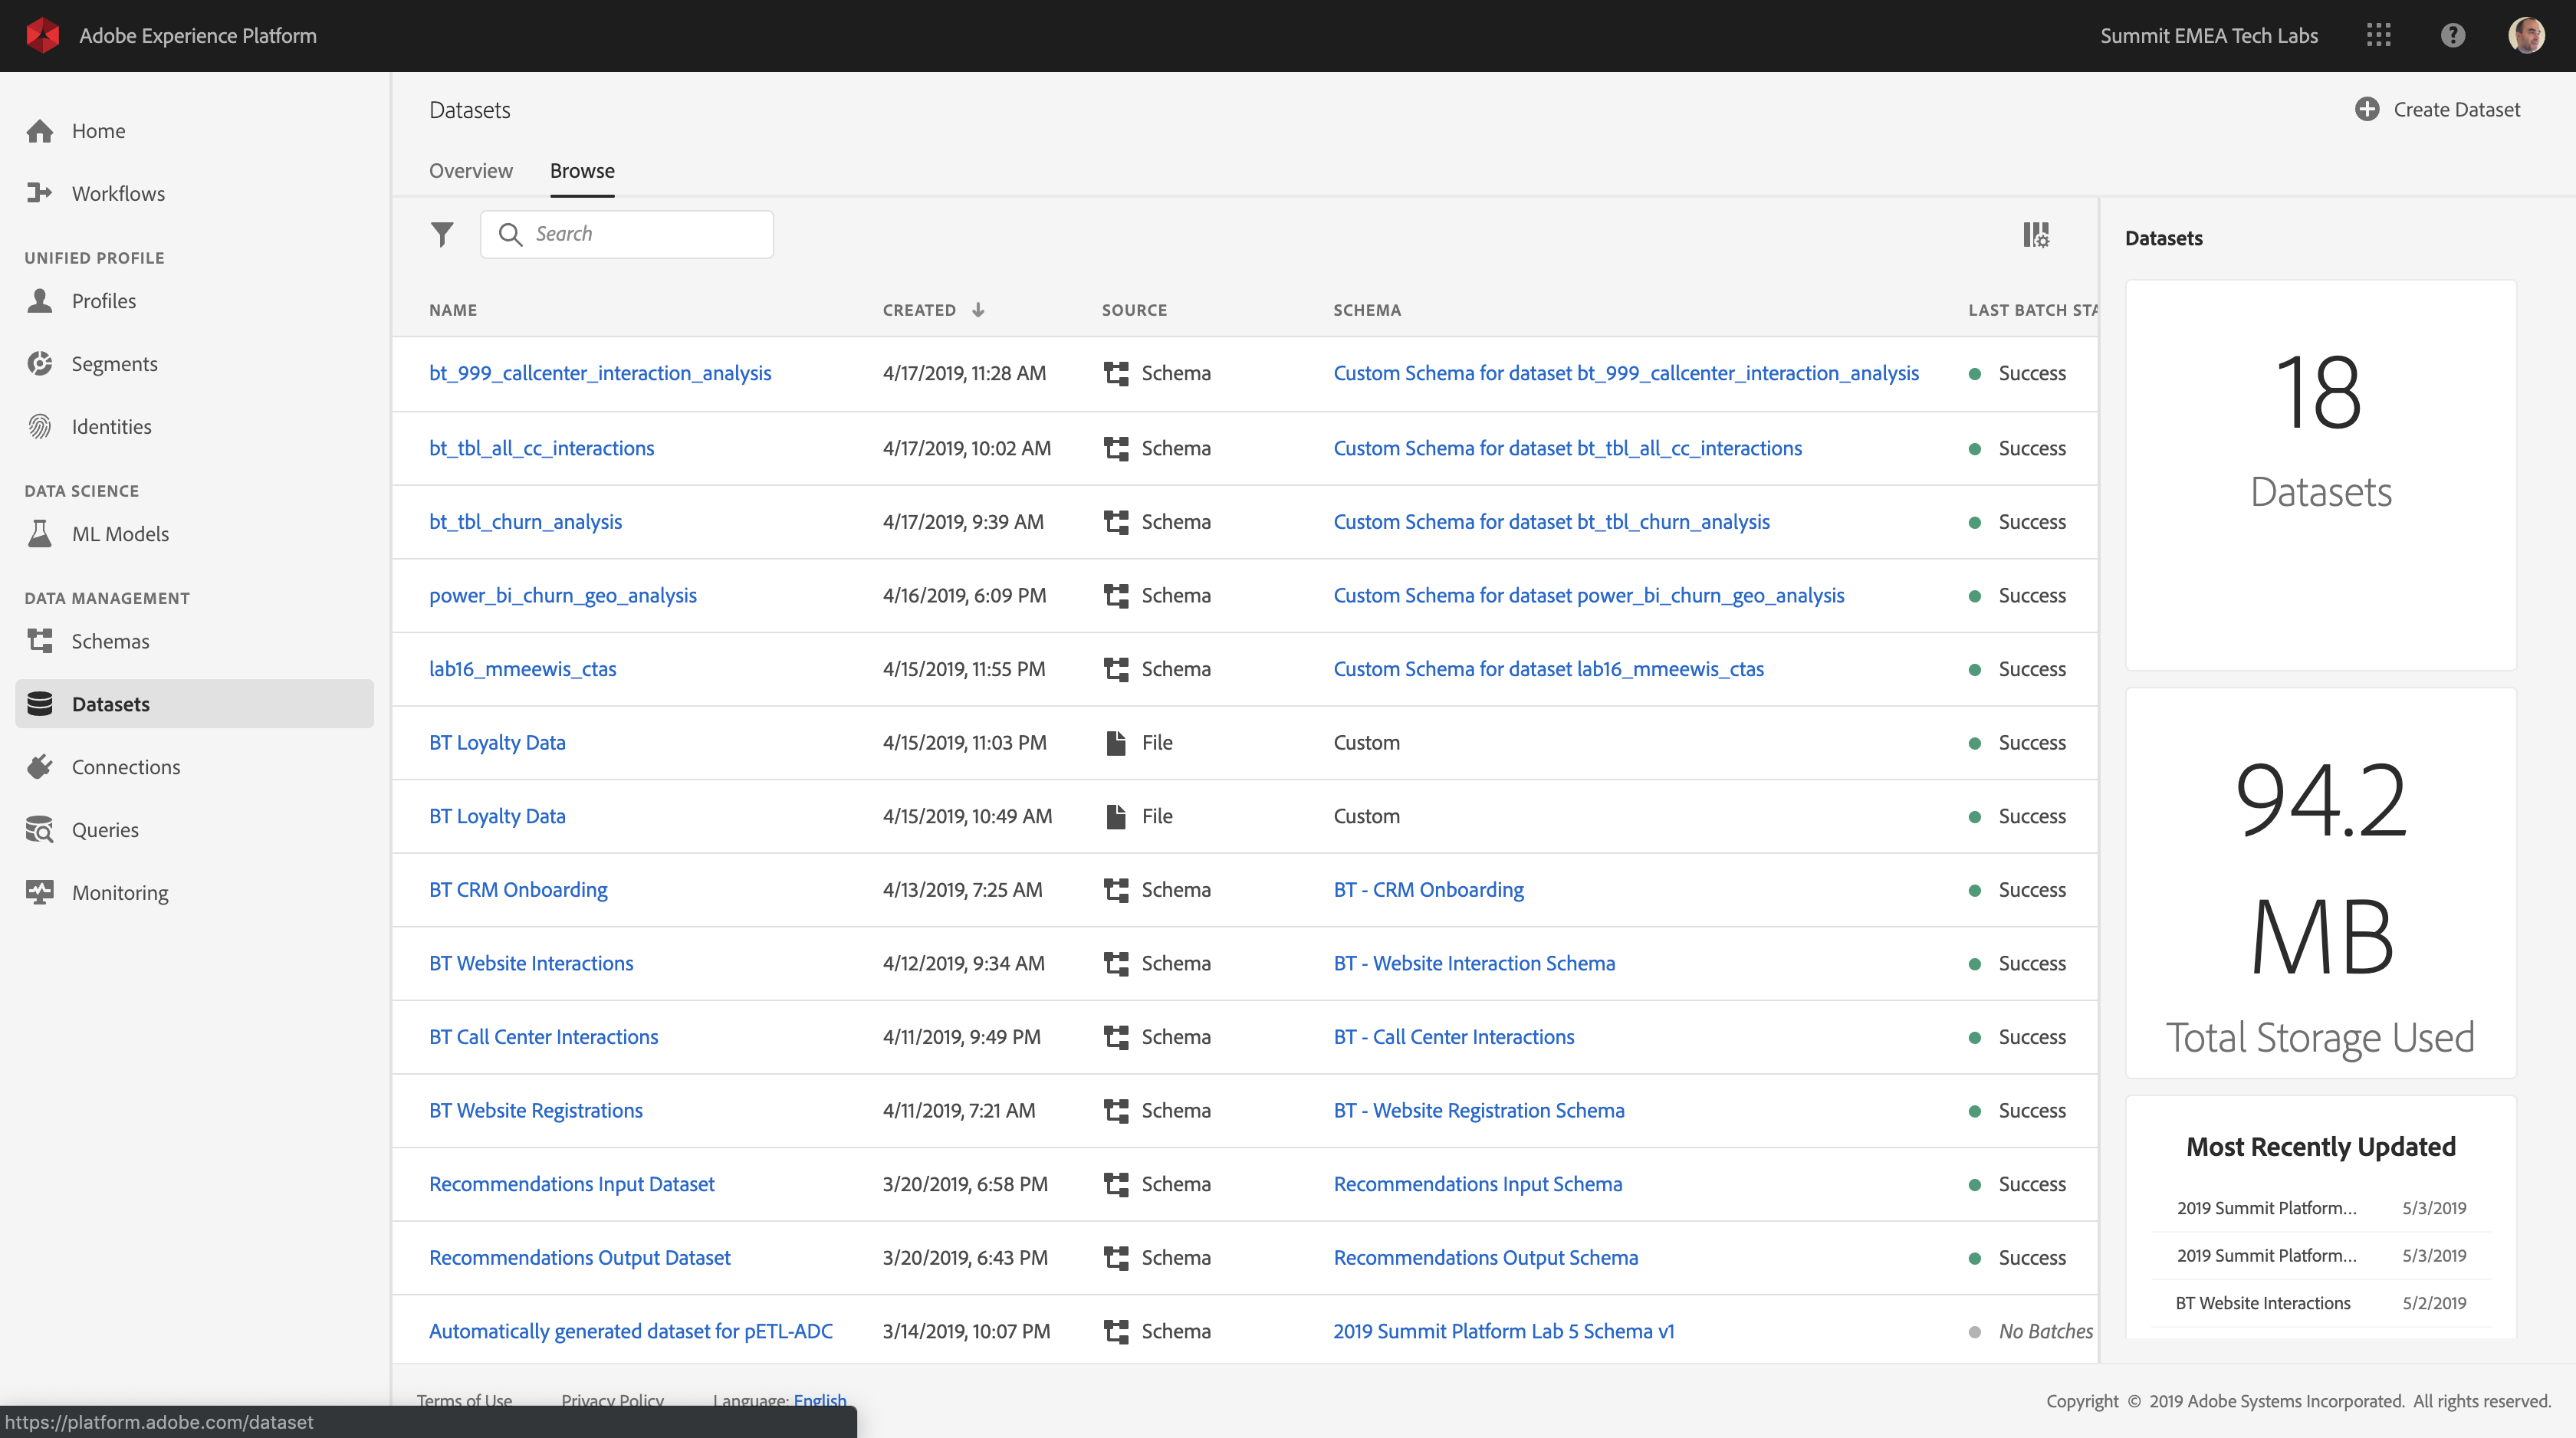 Adobe Experience Platform
Summit EMEA Tech Labs
?
Home
Workflows
UNIFIED PROFILE
Profiles
Segments
Identities
DATA SCIENCE
ML Models
DATA MANAGEMENT
Schemas
Datasets
Connections
Queries
Monitoring
Datasets
Create Dataset
Overview Browse
Search
NAME CREATED SOURCE SCHEMA LAST BATCH STA
bt_999_callcenter_interaction_analysis 4/17/2019, 11:28 AM Schema Custom Schema for dataset bt_999_callcenter_interaction_analysis Success
bt_tbl_all_cc_interactions 4/17/2019, 10:02 AM Schema Custom Schema for dataset bt_tbl_all_cc_interactions Success
bt_tbl_churn_analysis 4/17/2019, 9:39 AM Schema Custom Schema for dataset bt_tbl_churn_analysis Success
power_bi_churn_geo_analysis 4/16/2019, 6:09 PM Schema Custom Schema for dataset power_bi_churn_geo_analysis Success
lab16_mmeewis_ctas 4/15/2019, 11:55 PM Schema Custom Schema for dataset lab16_mmeewis_ctas Success
BT Loyalty Data 4/15/2019, 11:03 PM File Custom Success
BT Loyalty Data 4/15/2019, 10:49 AM File Custom Success
BT CRM Onboarding 4/13/2019, 7:25 AM Schema BT - CRM Onboarding Success
BT Website Interactions 4/12/2019, 9:34 AM Schema BT - Website Interaction Schema Success
BT Call Center Interactions 4/11/2019, 9:49 PM Schema BT - Call Center Interactions Success
BT Website Registrations 4/11/2019, 7:21 AM Schema BT - Website Registration Schema Success
Recommendations Input Dataset 3/20/2019, 6:58 PM Schema Recommendations Input Schema Success
Recommendations Output Dataset 3/20/2019, 6:43 PM Schema Recommendations Output Schema Success
Automatically generated dataset for pETL-ADC 3/14/2019, 10:07 PM Schema 2019 Summit Platform Lab 5 Schema v1 No Batches
Datasets
18
Datasets
94.2
MB
Total Storage Used
Most Recently Updated
2019 Summit Platform... 5/3/2019
2019 Summit Platform... 5/3/2019
BT Website Interactions 5/2/2019
Terms of Use Privacy Policy Language: English
Copyright © 2019 Adobe Systems Incorporated. All rights reserved.
https://platform.adobe.com/dataset